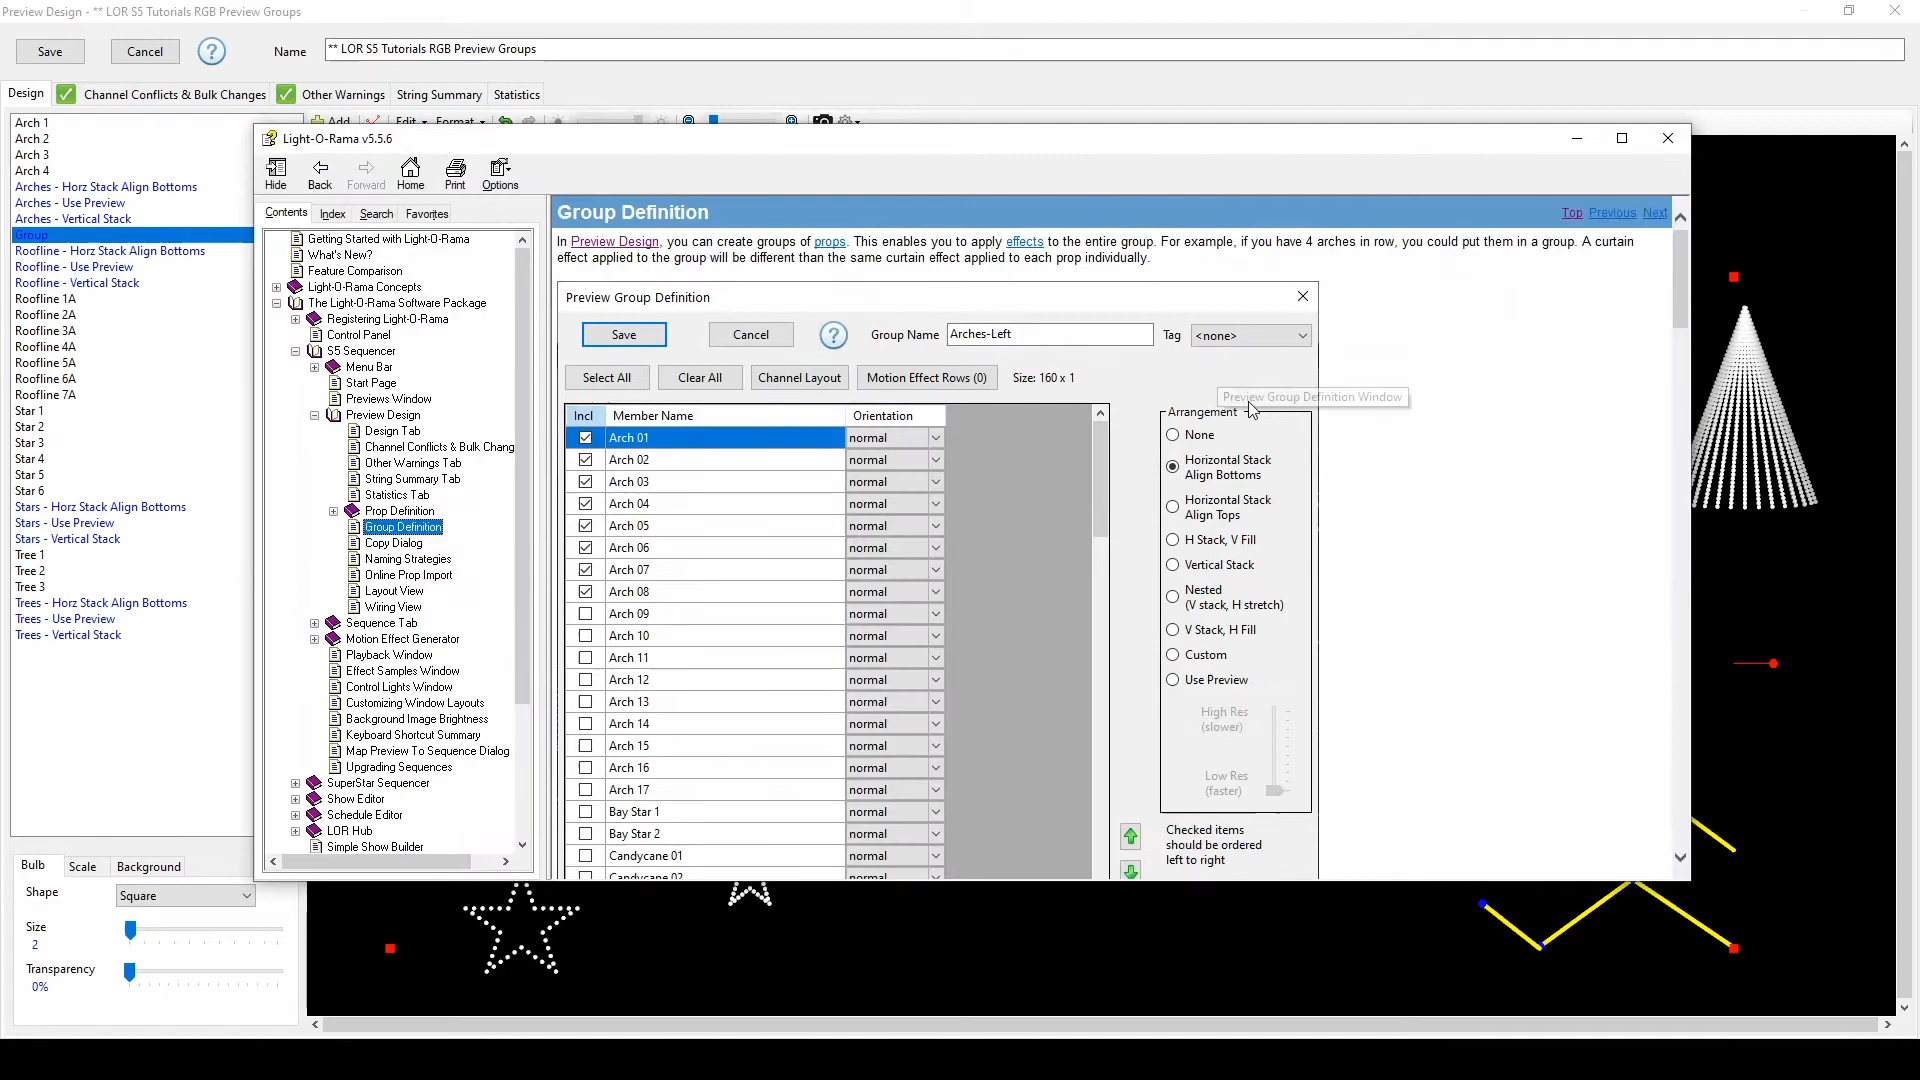 Preview Design - ** LOR S5 Tutorials RGB Preview Groups
Save
Cancel
?
Name
** LOR S5 Tutorials RGB Preview Groups
Design
Channel Conflicts & Bulk Changes
Other Warnings
String Summary
Statistics
Add
Edit
Format
Arch 1
Arch 2
Arch 3
Arch 4
Arches - Horz Stack Align Bottoms
Arches - Use Preview
Arches - Vertical Stack
Group
Roofline - Horz Stack Align Bottoms
Roofline - Use Preview
Roofline - Vertical Stack
Roofline 1A
Roofline 2A
Roofline 3A
Roofline 4A
Roofline 5A
Roofline 6A
Roofline 7A
Star 1
Star 2
Star 3
Star 4
Star 5
Star 6
Stars - Horz Stack Align Bottoms
Stars - Use Preview
Stars - Vertical Stack
Tree 1
Tree 2
Tree 3
Trees - Horz Stack Align Bottoms
Trees - Use Preview
Trees - Vertical Stack
Bulb
Scale
Background
Shape
Square
Size
2
Transparency
0%
Light-O-Rama v5.5.6
Hide
Back
Forward
Home
Print
Options
Contents
Index
Search
Favorites
Getting Started with Light-O-Rama
What's New?
Feature Comparison
Light-O-Rama Concepts
The Light-O-Rama Software Package
Registering Light-O-Rama
Control Panel
S5 Sequencer
Menu Bar
Start Page
Previews Window
Preview Design
Design Tab
Channel Conflicts & Bulk Chang
Other Warnings Tab
String Summary Tab
Statistics Tab
Prop Definition
Group Definition
Copy Dialog
Naming Strategies
Online Prop Import
Layout View
Wiring View
Sequence Tab
Motion Effect Generator
Playback Window
Effect Samples Window
Control Lights Window
Customizing Window Layouts
Background Image Brightness
Keyboard Shortcut Summary
Map Preview To Sequence Dialog
Upgrading Sequences
SuperStar Sequencer
Show Editor
Schedule Editor
LOR Hub
Simple Show Builder
Group Definition
Top Previous Next
In Preview Design, you can create groups of props. This enables you to apply effects to the entire group. For example, if you have 4 arches in row, you could put them in a group. A curtain
effect applied to the group will be different than the same curtain effect applied to each prop individually.
Preview Group Definition
Save
Cancel
?
Group Name
Arches-Left
Tag
<none>
Select All
Clear All
Channel Layout
Motion Effect Rows (0)
Size: 160 x 1
Preview Group Definition Window
Incl Member Name Orientation
Arch 01 normal
Arch 02 normal
Arch 03 normal
Arch 04 normal
Arch 05 normal
Arch 06 normal
Arch 07 normal
Arch 08 normal
Arch 09 normal
Arch 10 normal
Arch 11 normal
Arch 12 normal
Arch 13 normal
Arch 14 normal
Arch 15 normal
Arch 16 normal
Arch 17 normal
Bay Star 1 normal
Bay Star 2 normal
Candycane 01 normal
Candycane 02 normal
Arrangement
None
Horizontal Stack
Align Bottoms
Horizontal Stack
Align Tops
H Stack, V Fill
Vertical Stack
Nested
(V stack, H stretch)
V Stack, H Fill
Custom
Use Preview
High Res
(slower)
Low Res
(faster)
Checked items
should be ordered
left to right